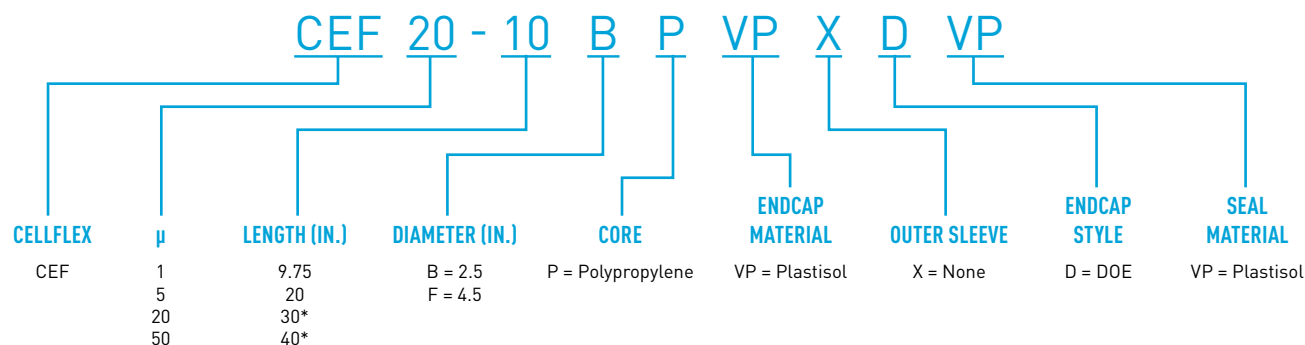 CEF 20 - 10 B P VP X D VP
CELLFLEX
CEF
µ
1
5
20
50
LENGTH (IN.)
9.75
20
30*
40*
DIAMETER (IN.)
B = 2.5
F = 4.5
CORE
P = Polypropylene
ENDCAP
MATERIAL
VP = Plastisol
OUTER SLEEVE
X = None
ENDCAP
STYLE
D = DOE
SEAL
MATERIAL
VP = Plastisol